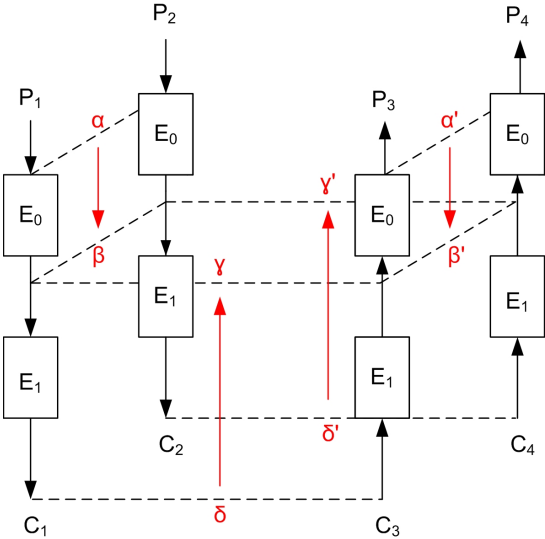 P₂
P₄
P₁
P₃
α
α'
E₀
E₀
γ'
E₀
E₀
β
γ
β'
E₁
E₁
E₁
E₁
δ'
C₂
C₄
δ
C₁
C₃